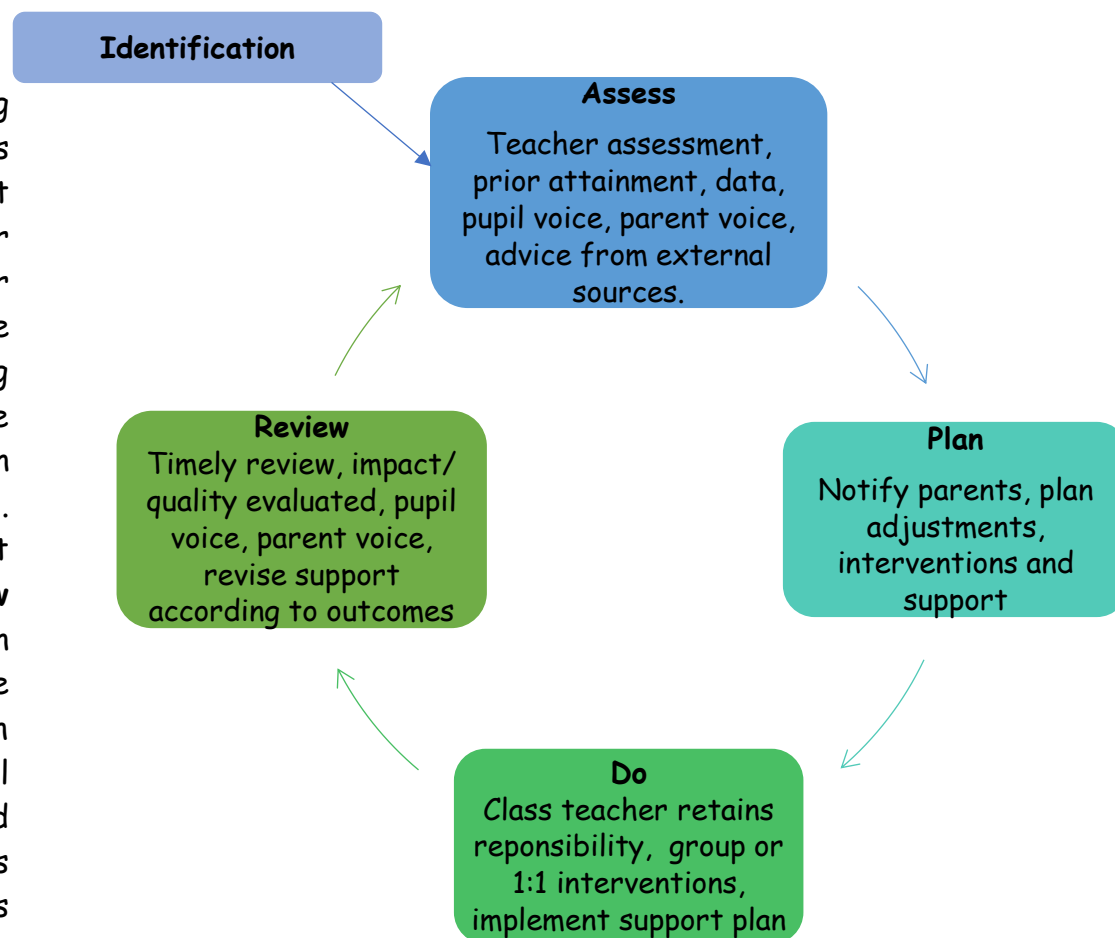 Identification
Assess
Teacher assessment,
prior attainment, data,
pupil voice, parent voice,
advice from external
sources.
Plan
Notify parents, plan
adjustments,
interventions and
support
Do
Class teacher retains
reponsibility, group or
1:1 interventions,
implement support plan
Review
Timely review, impact/
quality evaluated, pupil
voice, parent voice,
revise support
according to outcomes